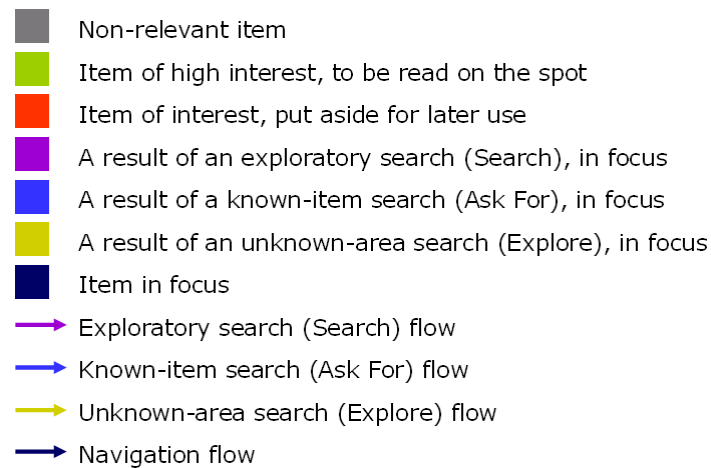 Non-relevant item
Item of high interest, to be read on the spot
Item of interest, put aside for later use
A result of an exploratory search (Search), in focus
A result of a known-item search (Ask For), in focus
A result of an unknown-area search (Explore), in focus
Item in focus
Exploratory search (Search) flow
Known-item search (Ask For) flow
Unknown-area search (Explore) flow
Navigation flow